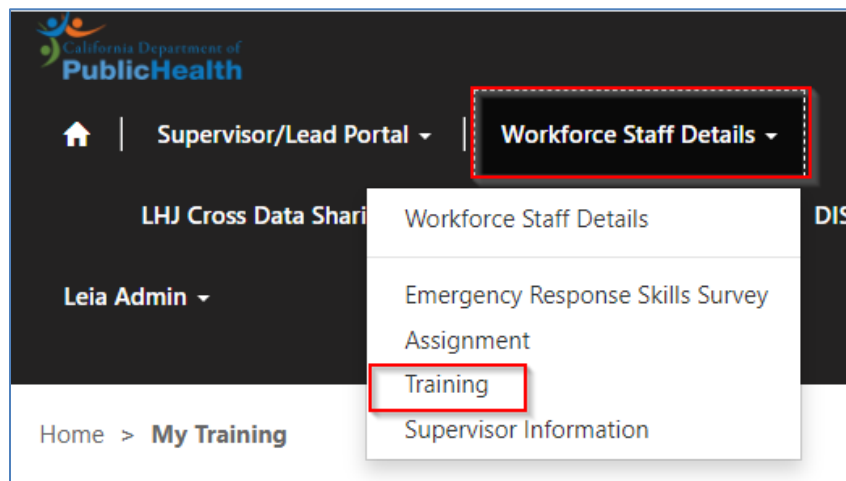 California Department of
PublicHealth
Supervisor/Lead Portal
Workforce Staff Details
LHJ Cross Data Shari
DIS
Leia Admin
Workforce Staff Details
Emergency Response Skills Survey
Assignment
Training
Supervisor Information
Home > My Training